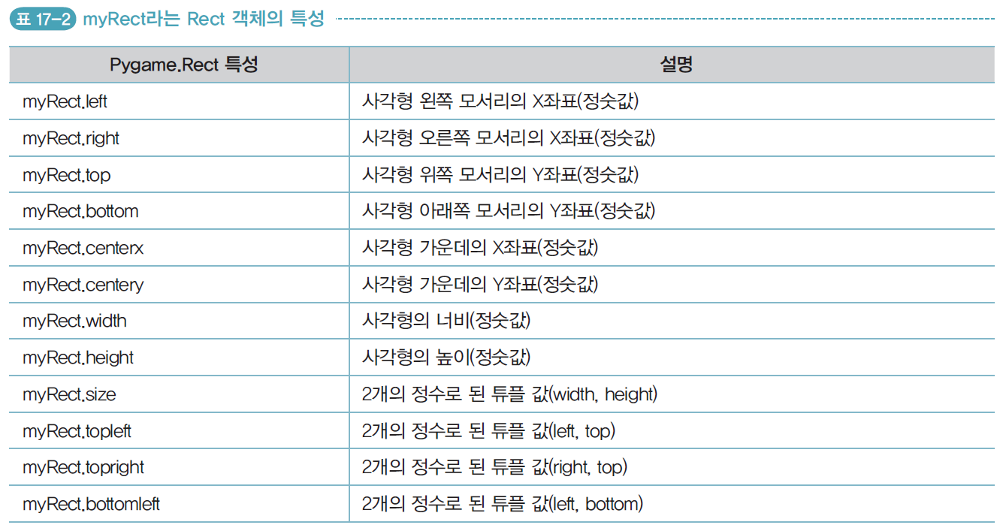 표 17-2 myRect라는 Rect 객체의 특성
Pygame.Rect 특성 설명
myRect.left 사각형 왼쪽 모서리의 X좌표(정숫값)
myRect.right 사각형 오른쪽 모서리의 X좌표(정숫값)
myRect.top 사각형 위쪽 모서리의 Y좌표(정숫값)
myRect.bottom 사각형 아래쪽 모서리의 Y좌표(정숫값)
myRect.centerx 사각형 가운데의 X좌표(정숫값)
myRect.centery 사각형 가운데의 Y좌표(정숫값)
myRect.width 사각형의 너비(정숫값)
myRect.height 사각형의 높이(정숫값)
myRect.size 2개의 정수로 된 튜플 값(width, height)
myRect.topleft 2개의 정수로 된 튜플 값(left, top)
myRect.topright 2개의 정수로 된 튜플 값(right, top)
myRect.bottomleft 2개의 정수로 된 튜플 값(left, bottom)